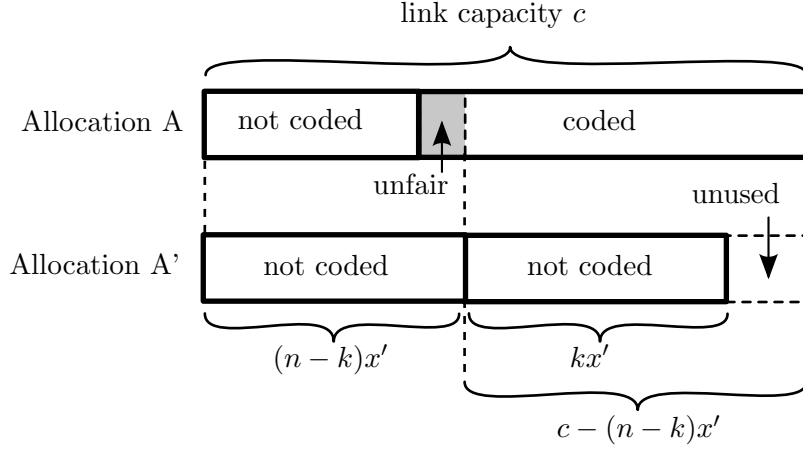 link capacity c
Allocation A
not coded
coded
unfair
unused
Allocation A'
not coded
not coded
(n − k)x′
kx′
c − (n − k)x′